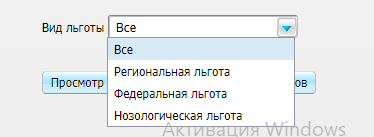 Вид льготы Все
Все
Региональная льгота
Просмотр
Федеральная льгота
Нозологическая льгота
Активация Windows